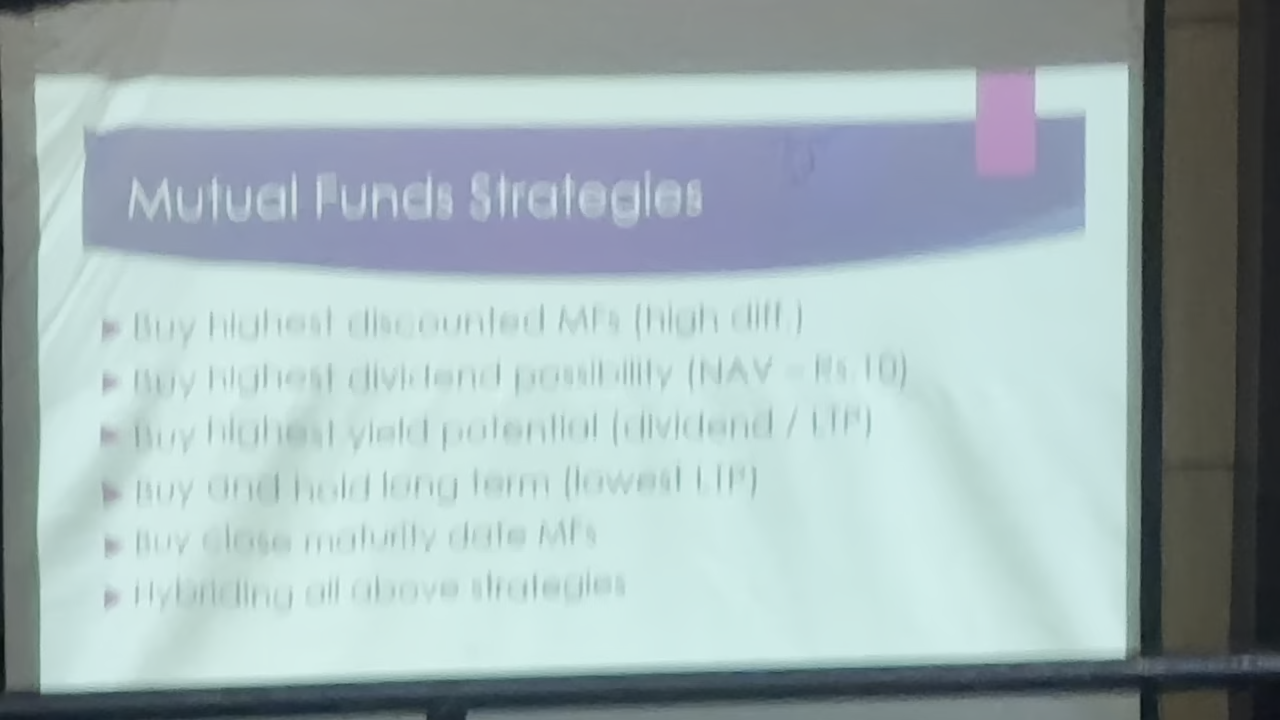 Mutual Funds Strategies
Buy highest discounted MFs (high diff.)
Buy highest dividend possibility (NAV - Rs.10)
Buy highest yield potential (dividend / LTP)
Buy and hold long term (lowest LTP)
Buy close maturity date MFs
Hybriding all above strategies